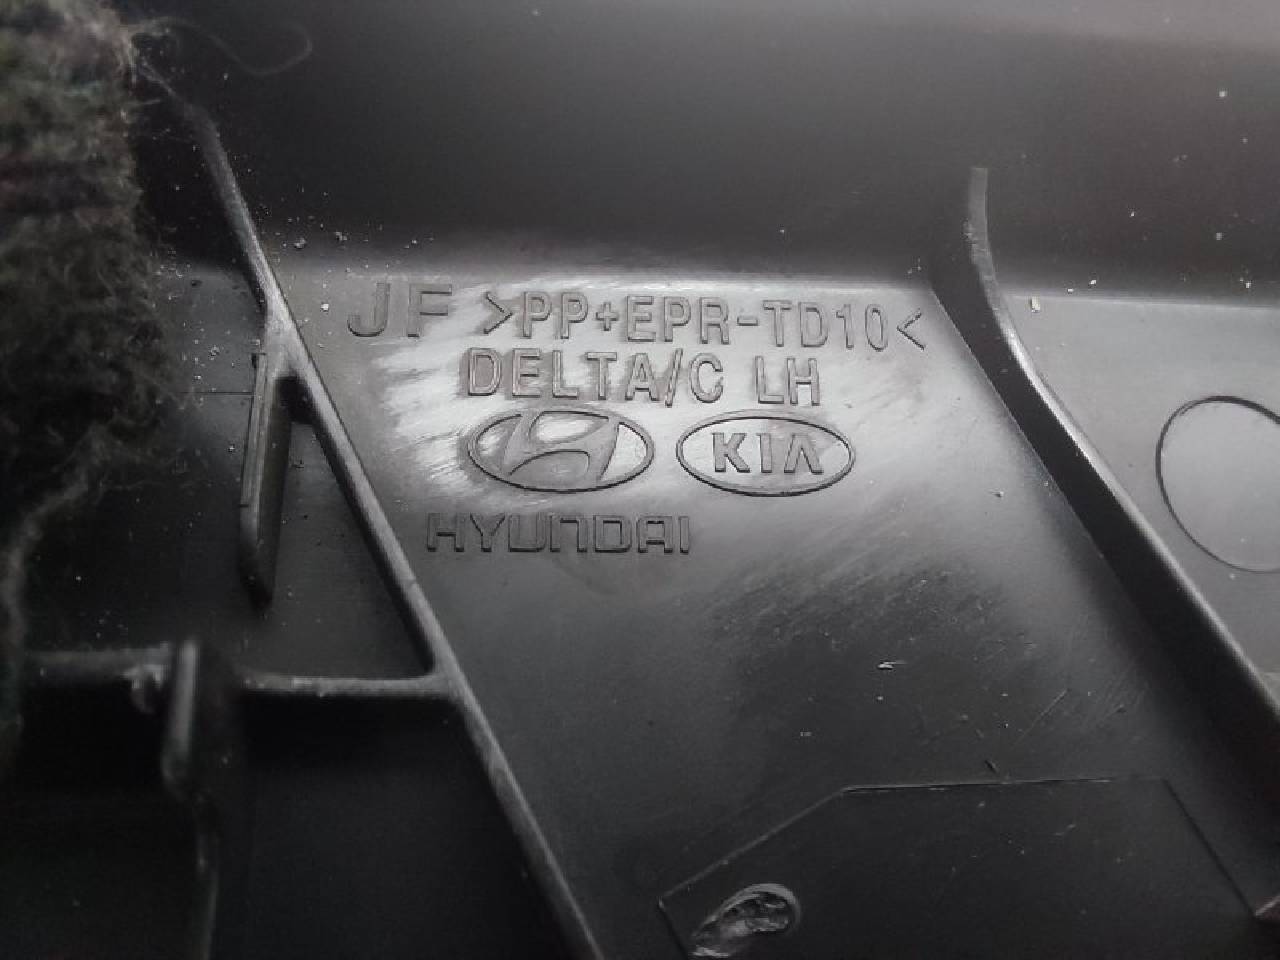 JF >PP+EPR-TD10<
DELTA/C LH
KIA
HYUNDAI